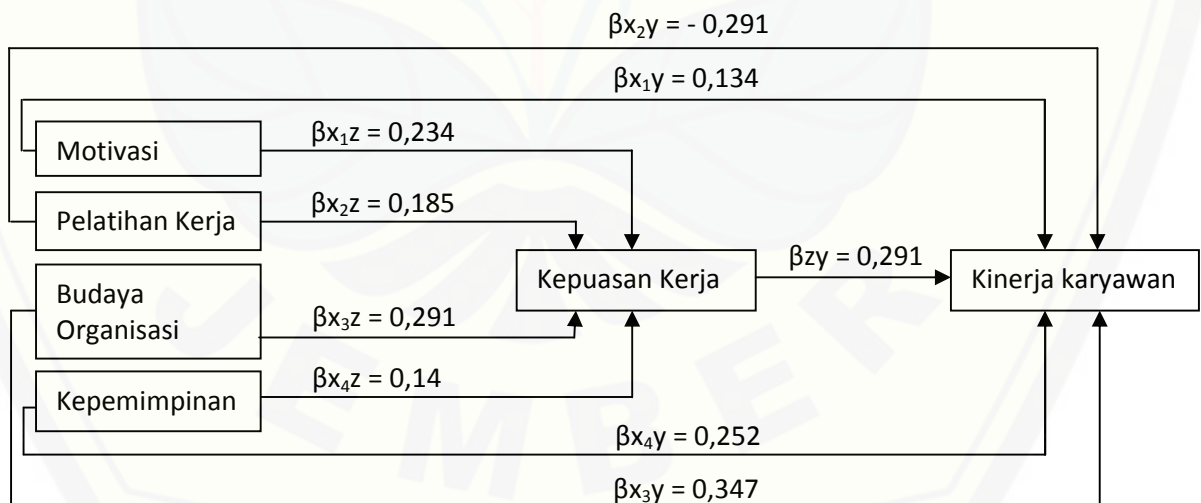 βx₂y = - 0,291
βx₁y = 0,134
Motivasi
βx₁z = 0,234
Pelatihan Kerja
βx₂z = 0,185
Kepuasan Kerja
βzy = 0,291
Kinerja karyawan
Budaya
Organisasi
βx₃z = 0,291
Kepemimpinan
βx₄z = 0,14
βx₄y = 0,252
βx₃y = 0,347
JEMBER